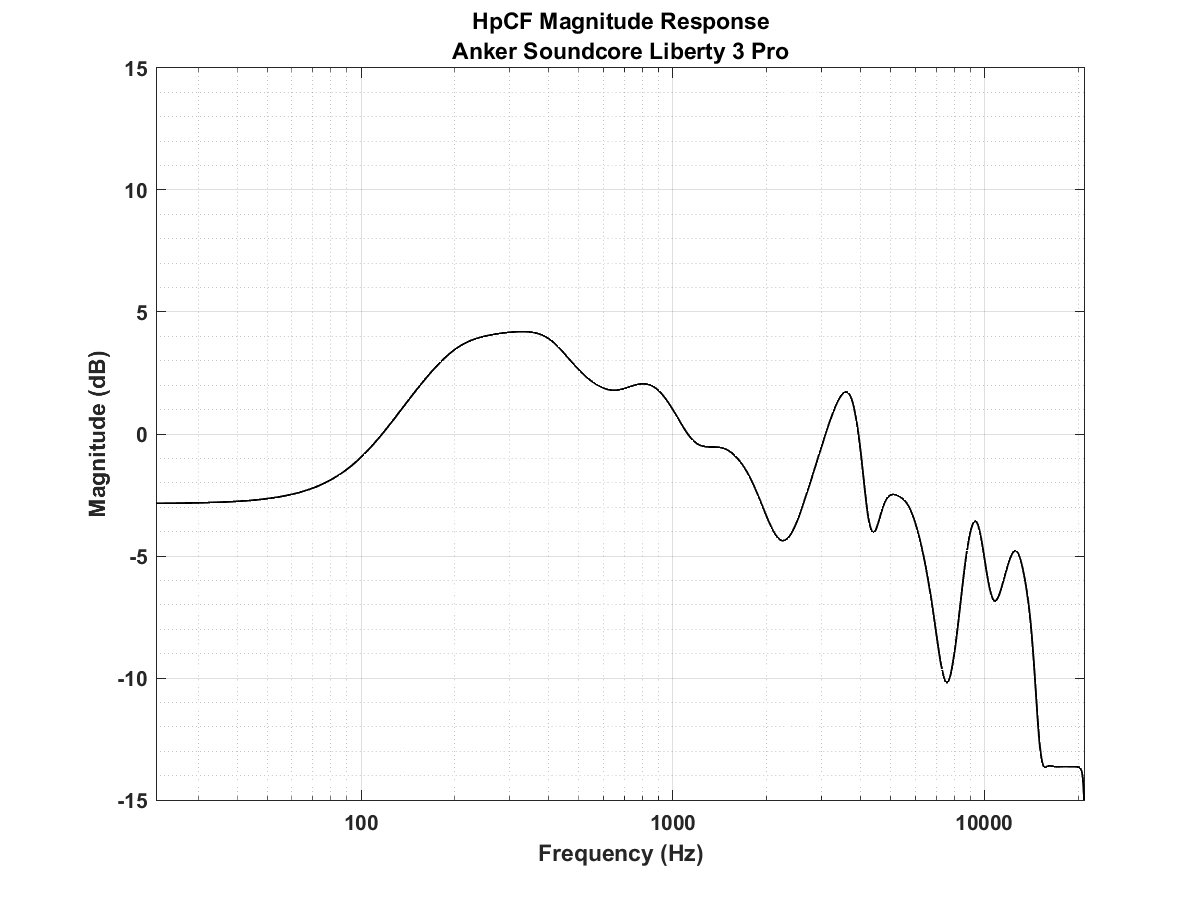 HpCF Magnitude Response
Anker Soundcore Liberty 3 Pro
15
10
5
0
-5
-10
-15
Magnitude (dB)
100
1000
10000
Frequency (Hz)